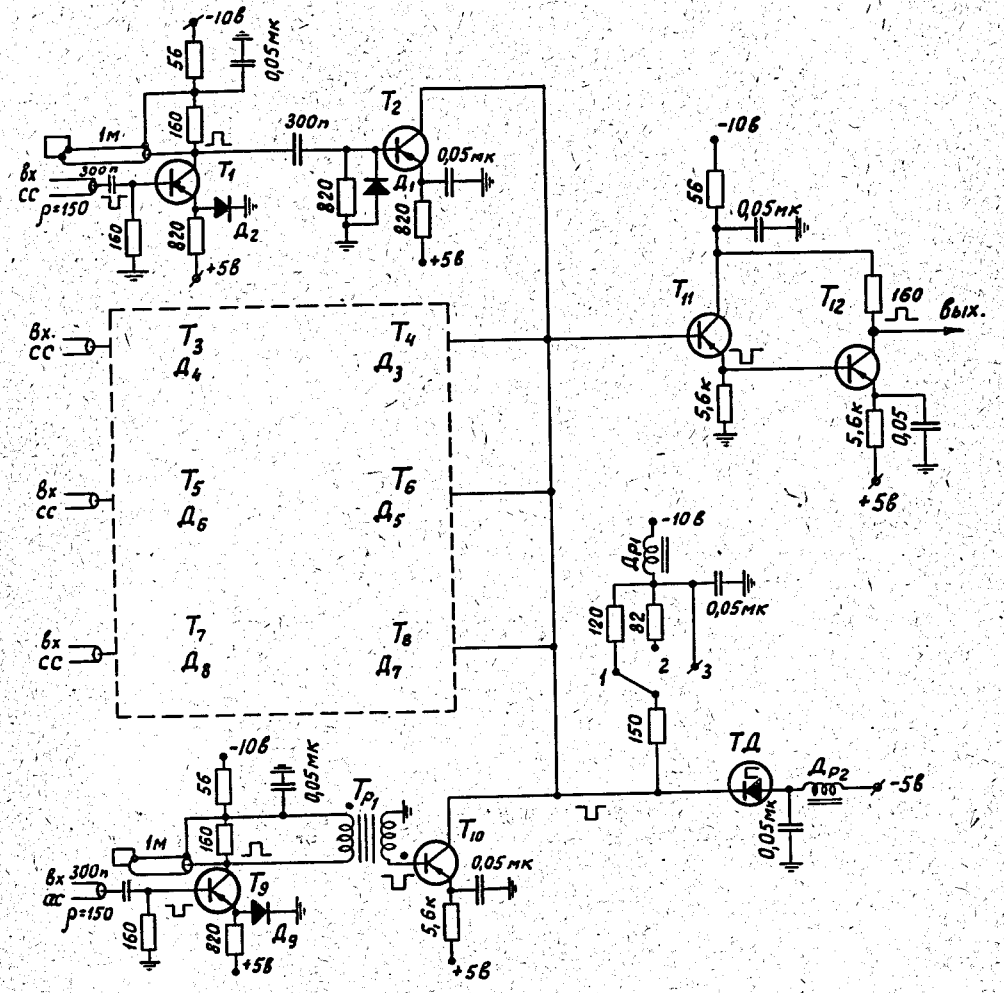 -10в
56
0,05мк
160
1м
вх
СС
300п
ρ=150
160
T1
Д2
820
+5в
300п
820
Д1
T2
0,05мк
820
+5в
вх.
СС
T3
Д4
T4
Д3
вх
СС
T5
Д6
T6
Д5
вх
СС
T7
Д8
T8
Д7
-10в
56
0,05мк
T11
5,6к
T12
160
вых.
5,6к
0,05
+5в
-10в
Др1
0,05мк
120
82
1
2
3
150
ТД
Др2
-5в
0,05мк
-10в
56
0,05мк
160
1м
вх
ас
300п
ρ=150
160
T9
Д9
820
+5в
Тр1
T10
0,05мк
5,6к
+5в